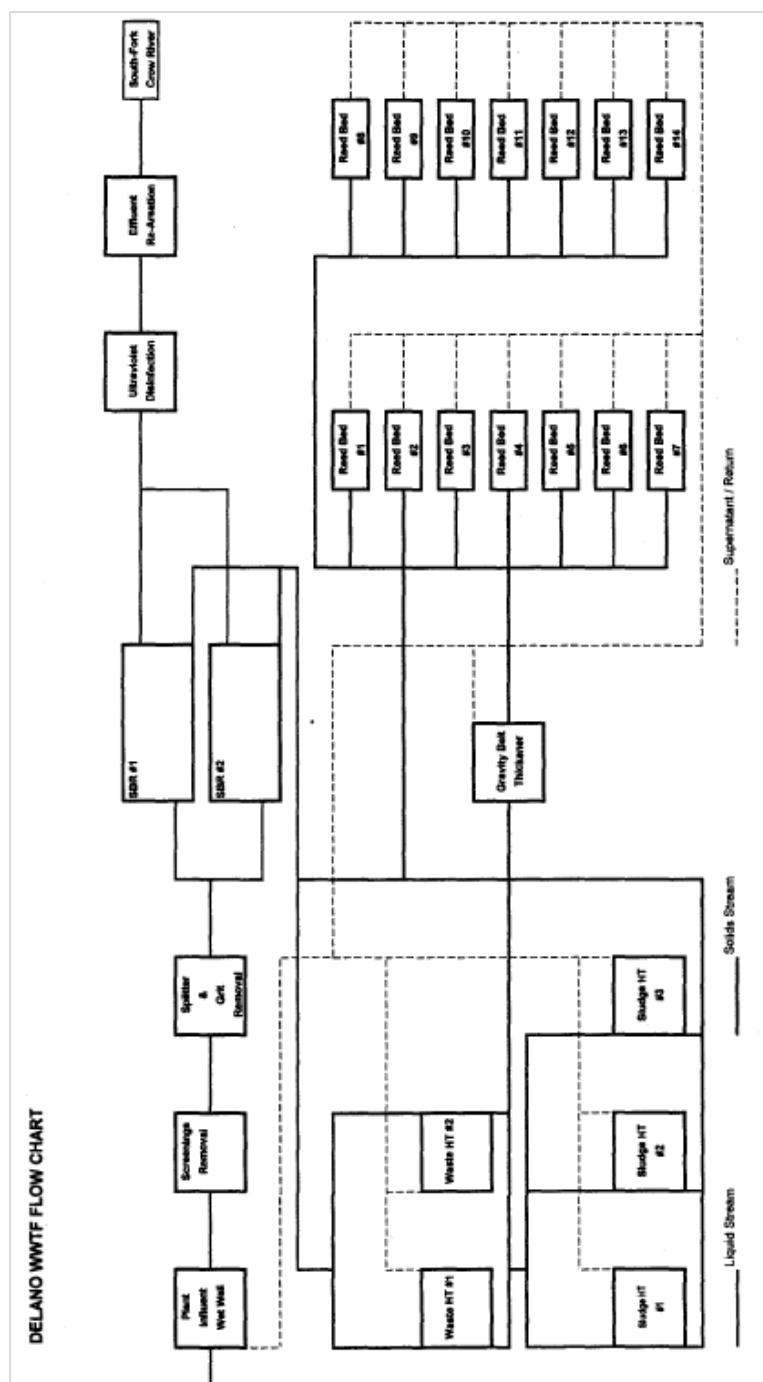 DELANO WWTF FLOW CHART
Plant
Influent
Wet Well
Screenings
Removal
Splitter
&
Grit
Removal
SBR #1
SBR #2
Ultraviolet
Disinfection
Effluent
Re-Aeration
South-Fork
Crow River
Waste HT #1
Waste HT #2
Gravity Belt
Thickener
Reed Bed
#1
Reed Bed
#2
Reed Bed
#3
Reed Bed
#4
Reed Bed
#5
Reed Bed
#6
Reed Bed
#7
Reed Bed
#8
Reed Bed
#9
Reed Bed
#10
Reed Bed
#11
Reed Bed
#12
Reed Bed
#13
Reed Bed
#14
Sludge HT
#1
Sludge HT
#2
Sludge HT
#3
Liquid Stream
Solids Stream
Supernatant / Return